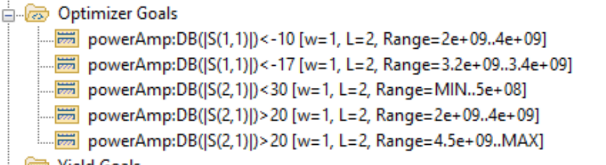 Optimizer Goals
powerAmp:DB(|S(1,1)|)<-10 [w=1, L=2, Range=2e+09..4e+09]
powerAmp:DB(|S(1,1)|)<-17 [w=1, L=2, Range=3.2e+09..3.4e+09]
powerAmp:DB(|S(2,1)|)<30 [w=1, L=2, Range=MIN..5e+08]
powerAmp:DB(|S(2,1)|)>20 [w=1, L=2, Range=2e+09..4e+09]
powerAmp:DB(|S(2,1)|)>20 [w=1, L=2, Range=4.5e+09..MAX]
Yield Goals